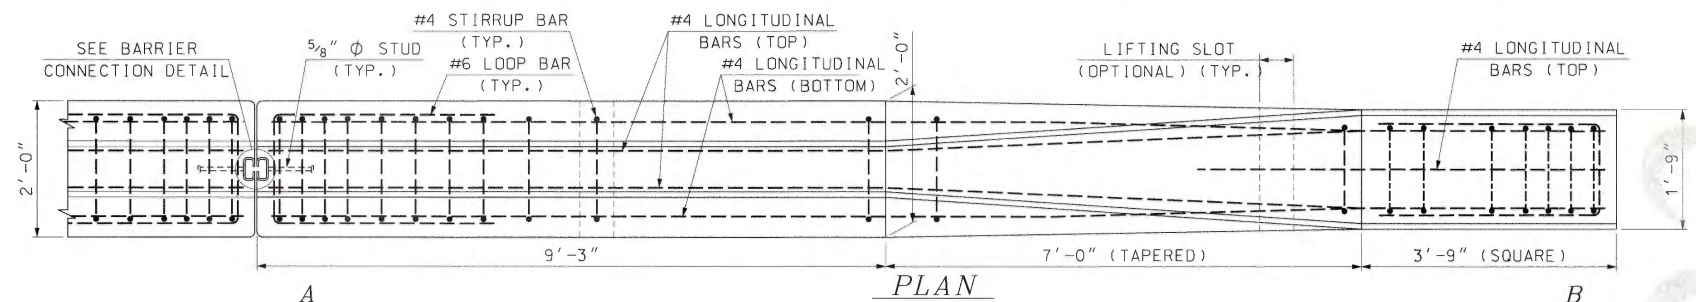 SEE BARRIER
CONNECTION DETAIL
5/8" Φ STUD
(TYP.)
#4 STIRRUP BAR
(TYP.)
#6 LOOP BAR
(TYP.)
#4 LONGITUDINAL
BARS (TOP)
#4 LONGITUDINAL
BARS (BOTTOM)
2'-0"
LIFTING SLOT
(OPTIONAL) (TYP.)
#4 LONGITUDINAL
BARS (TOP)
2'-0"
1'-9"
9'-3"
7'-0" (TAPERED)
3'-9" (SQUARE)
A
PLAN
B